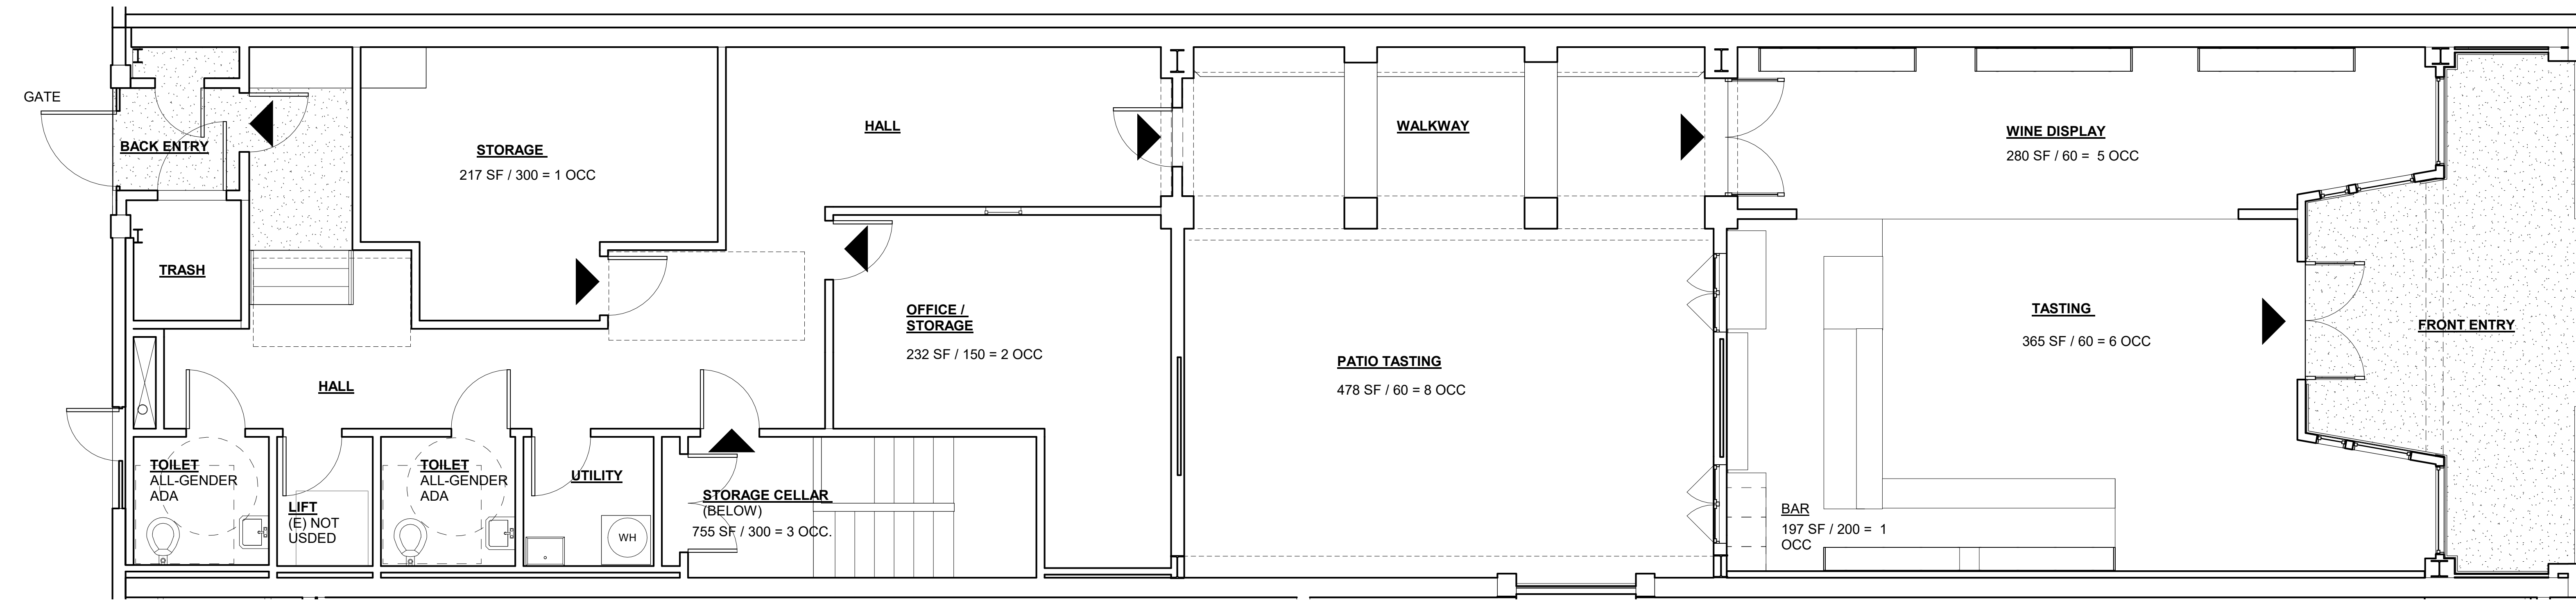 GATE
BACK ENTRY
STORAGE
217 SF / 300 = 1 OCC
HALL
WALKWAY
WINE DISPLAY
280 SF / 60 = 5 OCC
TRASH
OFFICE /
STORAGE
232 SF / 150 = 2 OCC
PATIO TASTING
478 SF / 60 = 8 OCC
TASTING
365 SF / 60 = 6 OCC
FRONT ENTRY
HALL
TOILET
ALL-GENDER
ADA
LIFT
(E) NOT
USDED
TOILET
ALL-GENDER
ADA
UTILITY
WH
STORAGE CELLAR
(BELOW)
755 SF / 300 = 3 OCC.
BAR
197 SF / 200 = 1
OCC